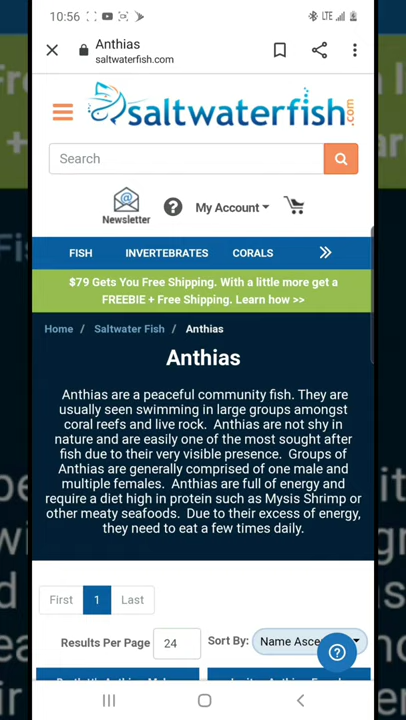 10:56
LTE
Anthias
saltwaterfish.com
saltwaterfish.com
Search
Newsletter
My Account
FISH INVERTEBRATES CORALS
$79 Gets You Free Shipping. With a little more get a
FREEBIE + Free Shipping. Learn how >>
Home / Saltwater Fish / Anthias
Anthias
Anthias are a peaceful community fish. They are
usually seen swimming in large groups amongst
coral reefs and live rock. Anthias are not shy in
nature and are easily one of the most sought after
fish due to their very visible presence. Groups of
Anthias are generally comprised of one male and
multiple females. Anthias are full of energy and
require a diet high in protein such as Mysis Shrimp or
other meaty seafoods. Due to their excess of energy,
they need to eat a few times daily.
First 1 Last
Results Per Page 24 Sort By: Name